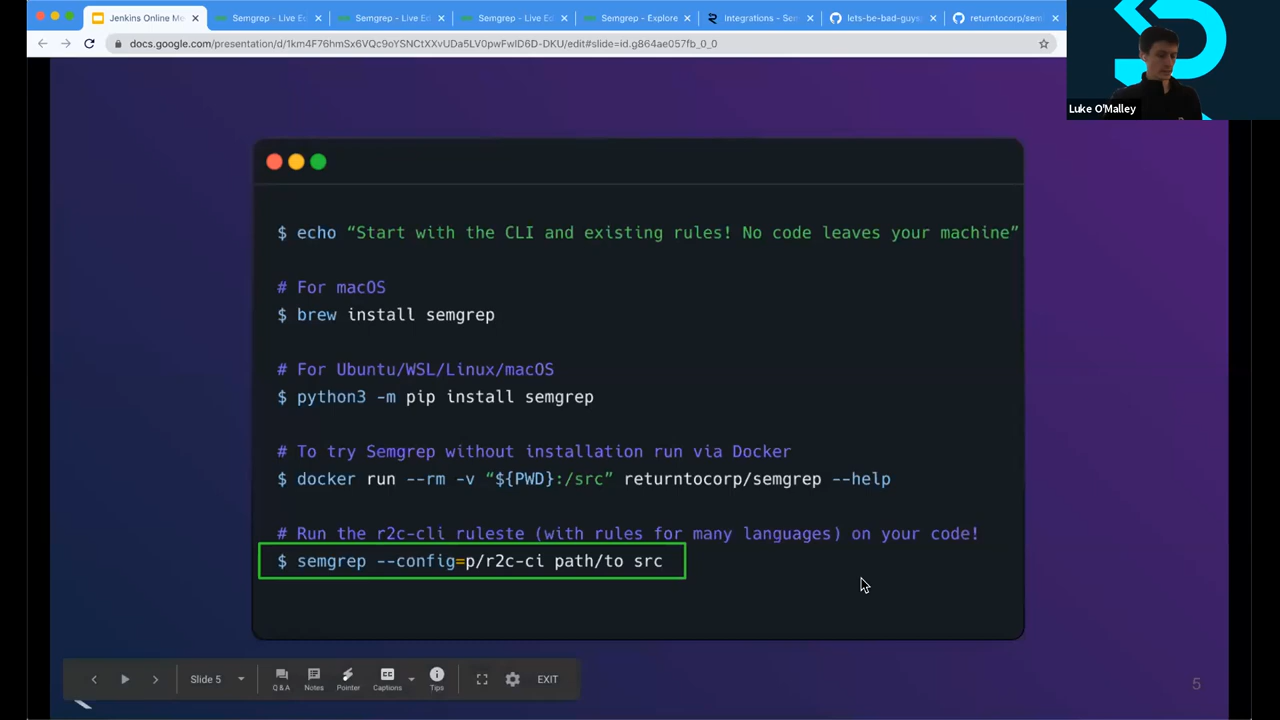 Jenkins Online Me
Semgrep - Live Ed
Semgrep - Live Ed
Semgrep - Live Ed
Semgrep - Explore
Integrations - Sem
lets-be-bad-guys
returntocorp/sem
docs.google.com/presentation/d/1km4F76hmSx6VQc9oYSNCtXXvUDa5LV0pwFwlD6D-DKU/edit#slide=id.g864ae057fb_0_0
Luke O'Malley
$ echo “Start with the CLI and existing rules! No code leaves your machine”
# For macOS
$ brew install semgrep
# For Ubuntu/WSL/Linux/macOS
$ python3 -m pip install semgrep
# To try Semgrep without installation run via Docker
$ docker run --rm -v “${PWD}:/src” returntocorp/semgrep --help
# Run the r2c-cli ruleste (with rules for many languages) on your code!
$ semgrep --config=p/r2c-ci path/to src
Slide 5
Q & A
Notes
Pointer
Captions
Tips
EXIT
5